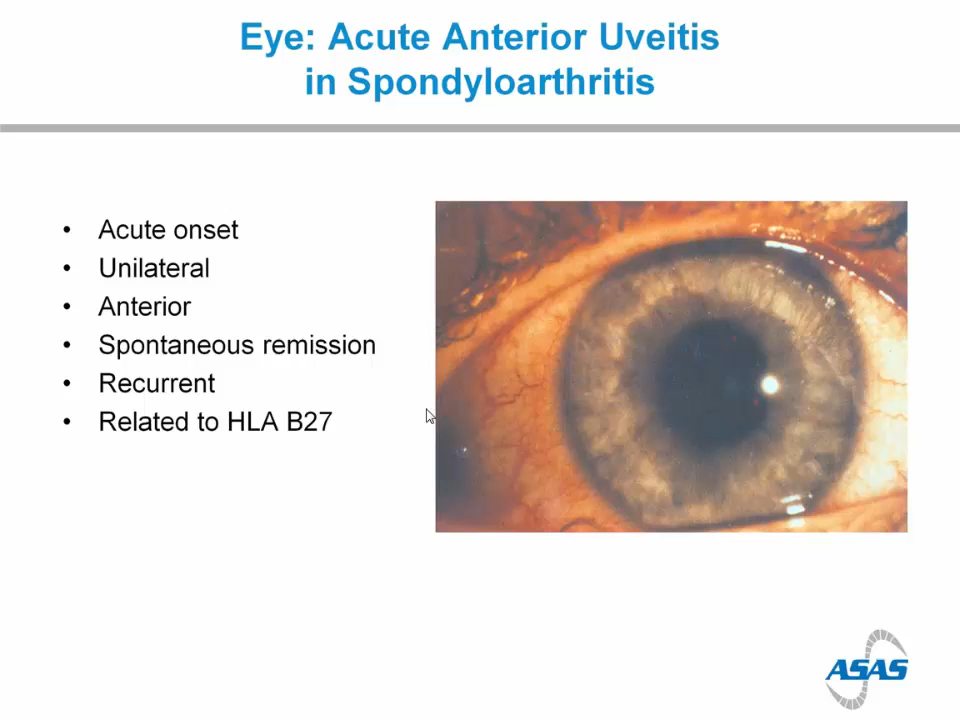 Eye: Acute Anterior Uveitis
in Spondyloarthritis
• Acute onset
• Unilateral
• Anterior
• Spontaneous remission
• Recurrent
• Related to HLA B27
ASAS